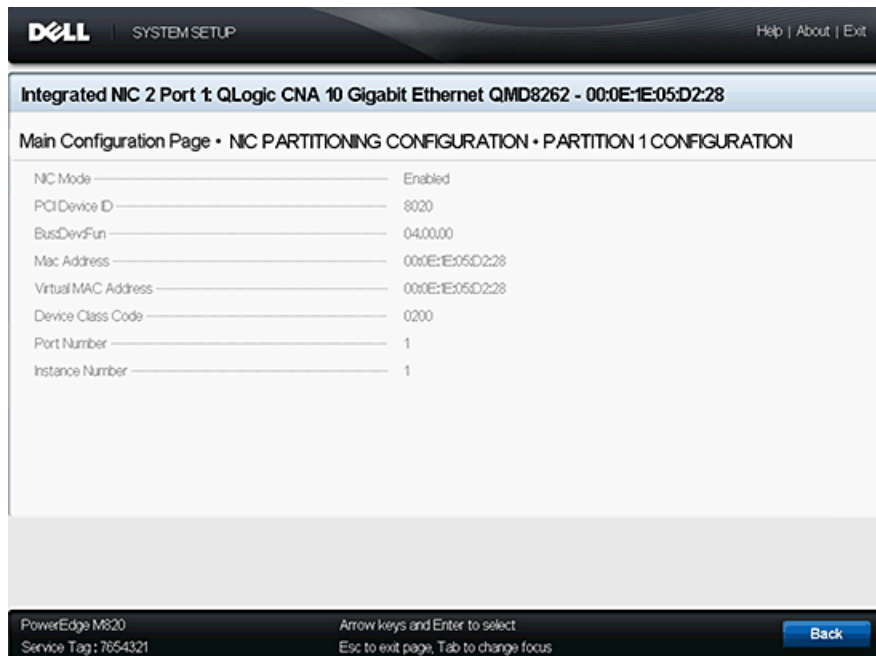 DELL SYSTEM SETUP Help | About | Exit
Integrated NIC 2 Port 1: QLogic CNA 10 Gigabit Ethernet QMD8262 - 00:0E:1E:05:D2:28
Main Configuration Page • NIC PARTITIONING CONFIGURATION • PARTITION 1 CONFIGURATION
NIC Mode Enabled
PCI Device ID 8020
Bus:Dev:Fun 04:00:00
Mac Address 00:0E:1E:05:D2:28
Virtual MAC Address 00:0E:1E:05:D2:28
Device Class Code 0200
Port Number 1
Instance Number 1
PowerEdge M820 Arrow keys and Enter to select
Service Tag : 7654321 Esc to exit page, Tab to change focus
Back